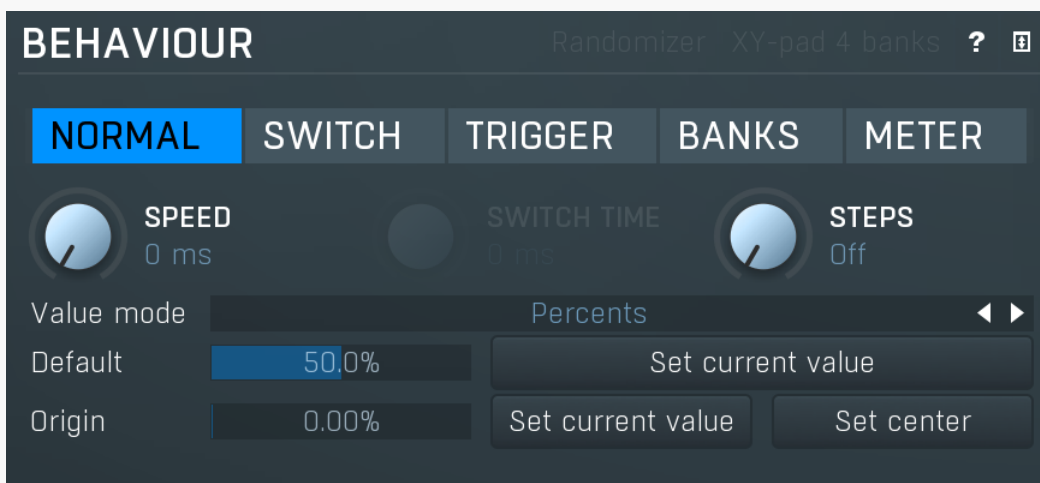 BEHAVIOUR Randomizer XY-pad 4 banks ?
NORMAL SWITCH TRIGGER BANKS METER
SPEED SWITCH TIME STEPS
0 ms 0 ms Off
Value mode Percents
Default 50.0% Set current value
Origin 0.00% Set current value Set center